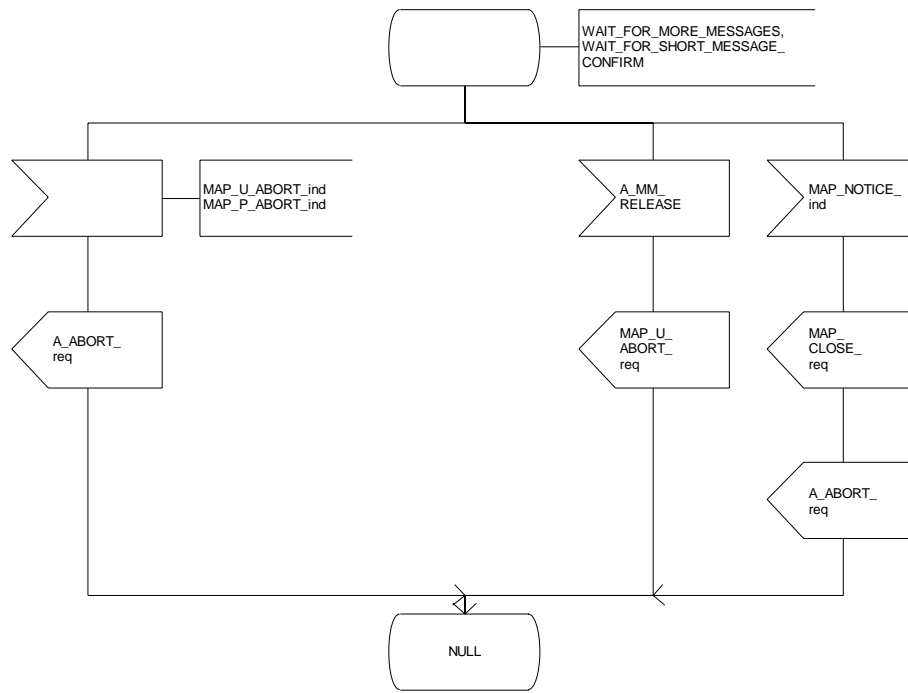 WAIT_FOR_MORE_MESSAGES,
WAIT_FOR_SHORT_MESSAGE_
CONFIRM
MAP_U_ABORT_ind
MAP_P_ABORT_ind
A_MM_
RELEASE
MAP_NOTICE_
ind
A_ABORT_
req
MAP_U_
ABORT_
req
MAP_
CLOSE_
req
A_ABORT_
req
NULL